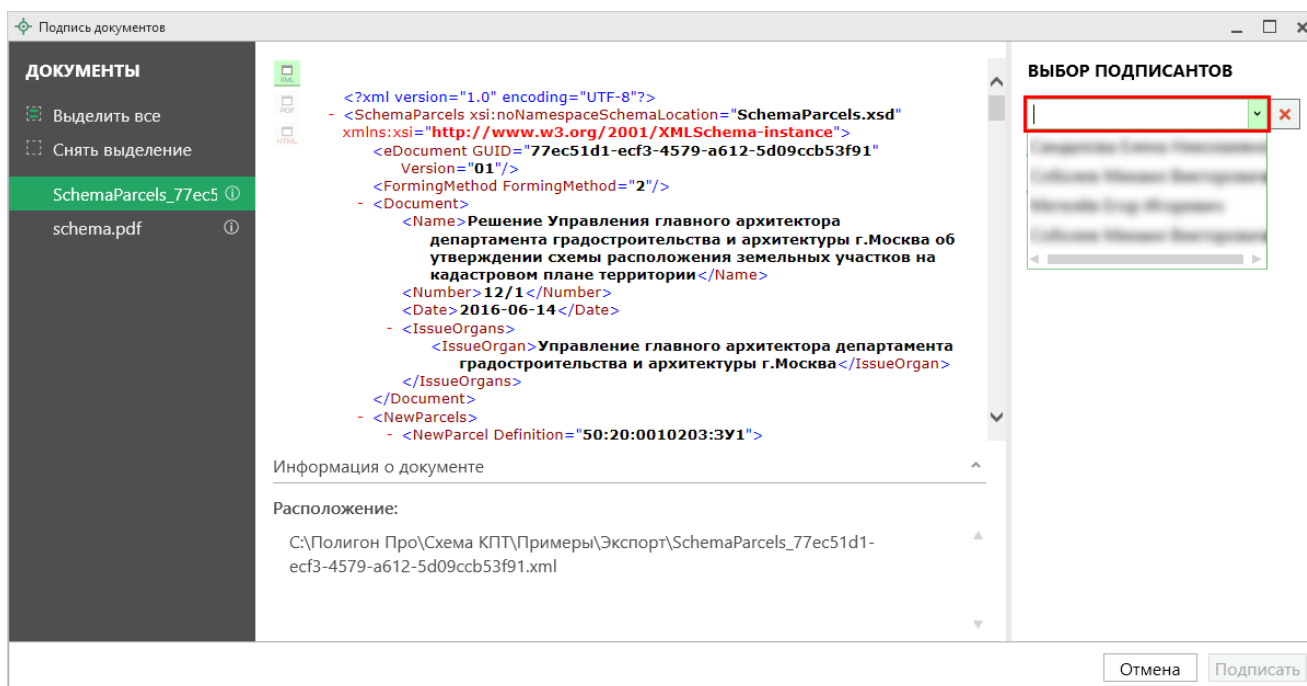 Подпись документов
ДОКУМЕНТЫ
Выделить все
Снять выделение
SchemaParcels_77ec5
schema.pdf
XML
PDF
HTML
<?xml version="1.0" encoding="UTF-8"?>
- <SchemaParcels xsi:noNamespaceSchemaLocation="SchemaParcels.xsd"
xmlns:xsi="http://www.w3.org/2001/XMLSchema-instance">
<eDocument GUID="77ec51d1-ecf3-4579-a612-5d09ccb53f91"
Version="01"/>
<FormingMethod FormingMethod="2"/>
- <Document>
<Name>Решение Управления главного архитектора
департамента градостроительства и архитектуры г.Москва об
утверждении схемы расположения земельных участков на
кадастровом плане территории</Name>
<Number>12/1</Number>
<Date>2016-06-14</Date>
- <IssueOrgans>
<IssueOrgan>Управление главного архитектора департамента
градостроительства и архитектуры г.Москва</IssueOrgan>
</IssueOrgans>
</Document>
- <NewParcels>
- <NewParcel Definition="50:20:0010203:ЗУ1">
Информация о документе
Расположение:
C:\Полигон Про\Схема КПТ\Примеры\Экспорт\SchemaParcels_77ec51d1-
ecf3-4579-a612-5d09ccb53f91.xml
ВЫБОР ПОДПИСАНТОВ
Отмена
Подписать